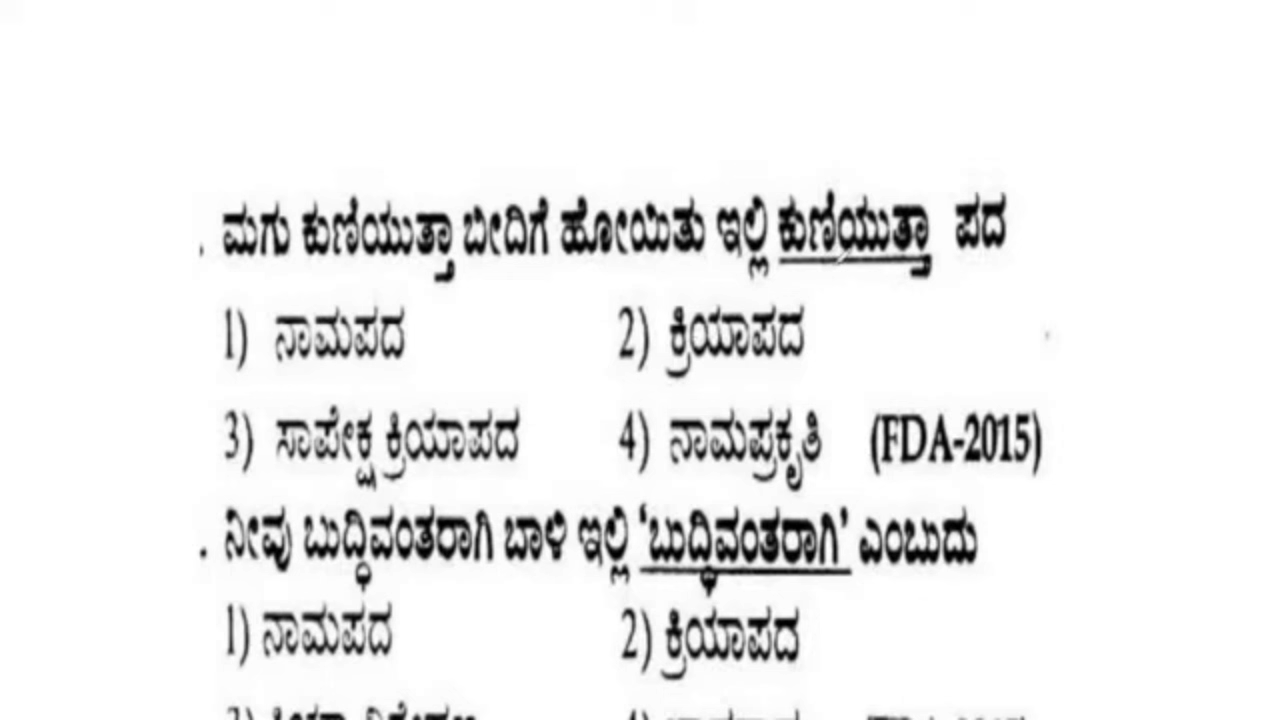 . ಮಗು ಕುಣಿಯುತ್ತಾ ಬೀದಿಗೆ ಹೋಯಿತು ಇಲ್ಲಿ ಕುಣಿಯುತ್ತಾ ಪದ
1) ನಾಮಪದ 2) ಕ್ರಿಯಾಪದ
3) ಸಾಪೇಕ್ಷ ಕ್ರಿಯಾಪದ 4) ನಾಮಪ್ರಕೃತಿ (FDA-2015)
. ನೀವು ಬುದ್ಧಿವಂತರಾಗಿ ಬಾಳಿ ಇಲ್ಲಿ ‘ಬುದ್ಧಿವಂತರಾಗಿ’ ಎಂಬುದು
1) ನಾಮಪದ 2) ಕ್ರಿಯಾಪದ